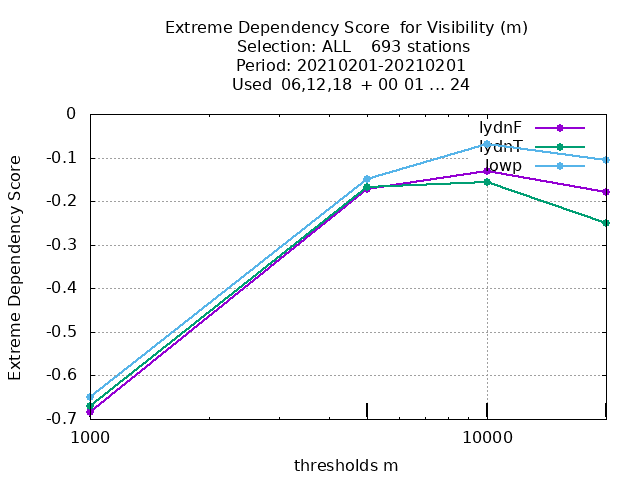 Extreme Dependency Score for Visibility (m)
Selection: ALL 693 stations
Period: 20210201-20210201
Used 06,12,18 + 00 01 ... 24
lydnF
lydnT
lowp
Extreme Dependency Score
0
-0.1
-0.2
-0.3
-0.4
-0.5
-0.6
-0.7
1000
10000
thresholds m